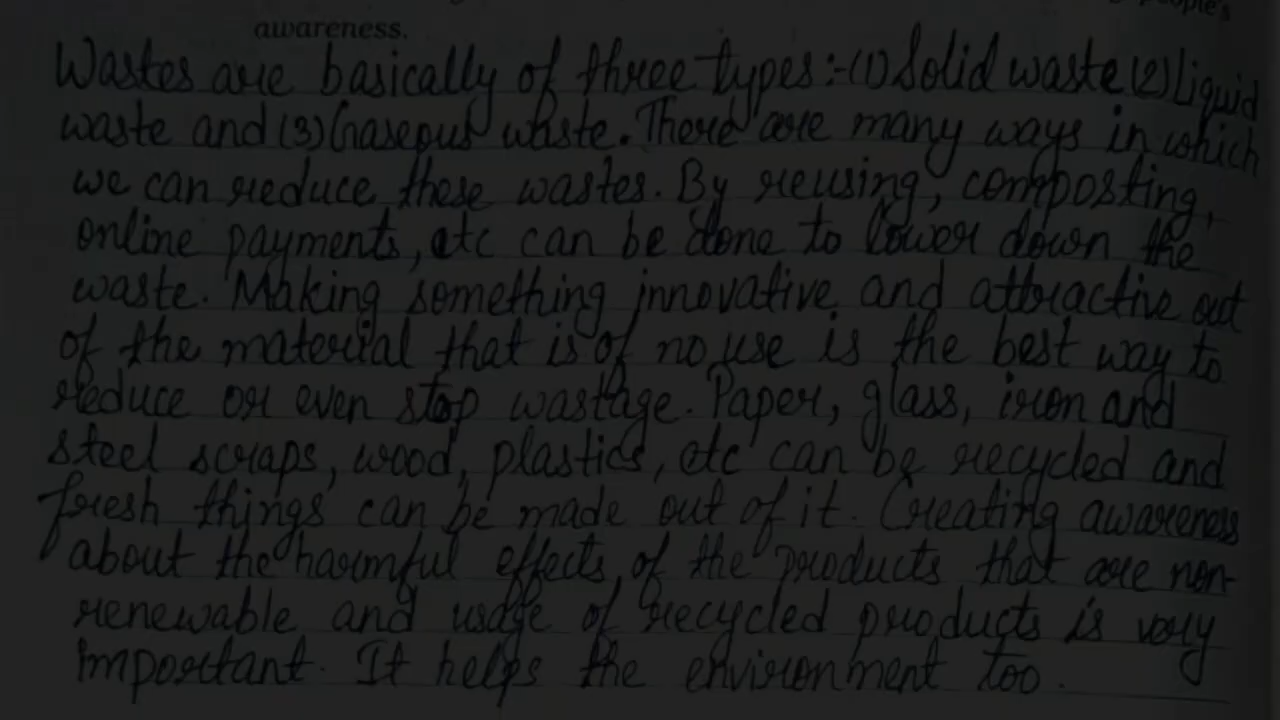 people's
awareness.
Wastes are basically of three types:-(1) Solid waste (2) Liquid
waste and (3) Gaseous waste. There are many ways in which
we can reduce these wastes. By reusing, composting,
online payments, etc can be done to lower down the
waste. Making something innovative and attractive out
of the material that is of no use is the best way to
reduce or even stop wastage. Paper, glass, iron and
steel scraps, wood, plastics, etc can be recycled and
fresh things can be made out of it. Creating awareness
about the harmful effects of the products that are non-
renewable and usage of recycled products is very
important. It helps the environment too.